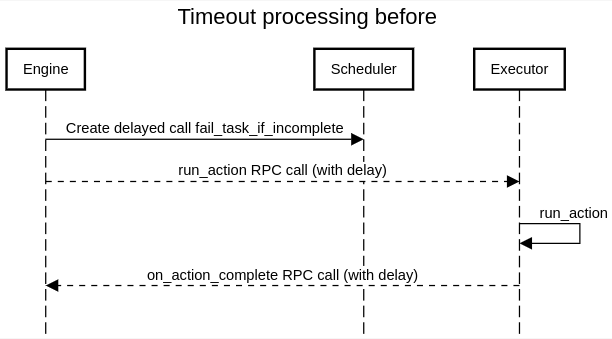 Timeout processing before
Engine
Scheduler
Executor
Create delayed call fail_task_if_incomplete
run_action RPC call (with delay)
run_action
on_action_complete RPC call (with delay)